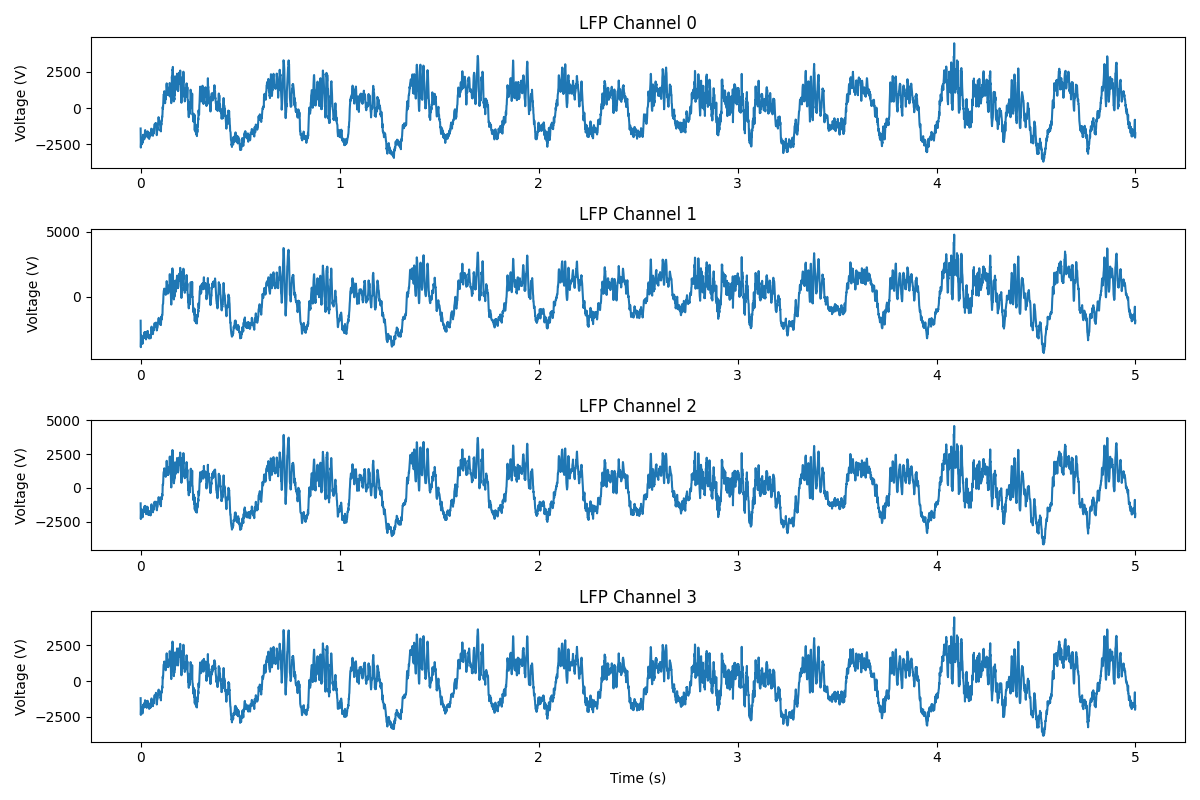 LFP Channel 0
Voltage (V)
2500
0
−2500
0 1 2 3 4 5
LFP Channel 1
Voltage (V)
5000
0
0 1 2 3 4 5
LFP Channel 2
Voltage (V)
5000
2500
0
−2500
0 1 2 3 4 5
LFP Channel 3
Voltage (V)
2500
0
−2500
0 1 2 3 4 5
Time (s)